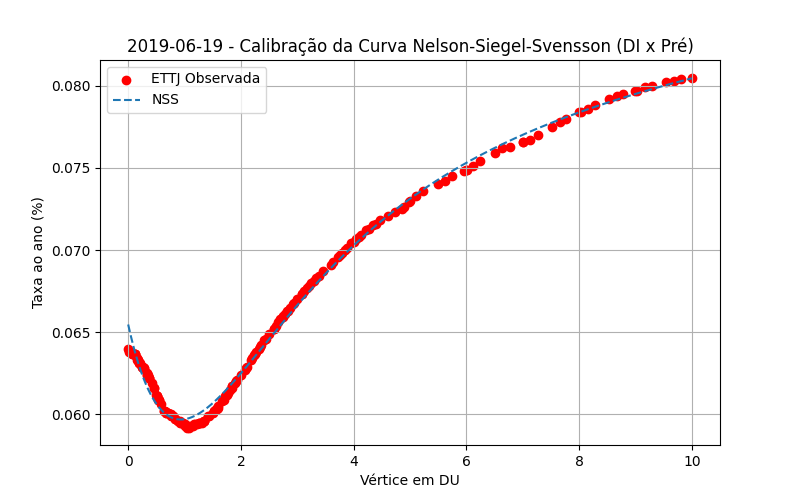 2019-06-19 - Calibração da Curva Nelson-Siegel-Svensson (DI x Pré)
ETTJ Observada
NSS
Taxa ao ano (%)
0.080
0.075
0.070
0.065
0.060
0 2 4 6 8 10
Vértice em DU